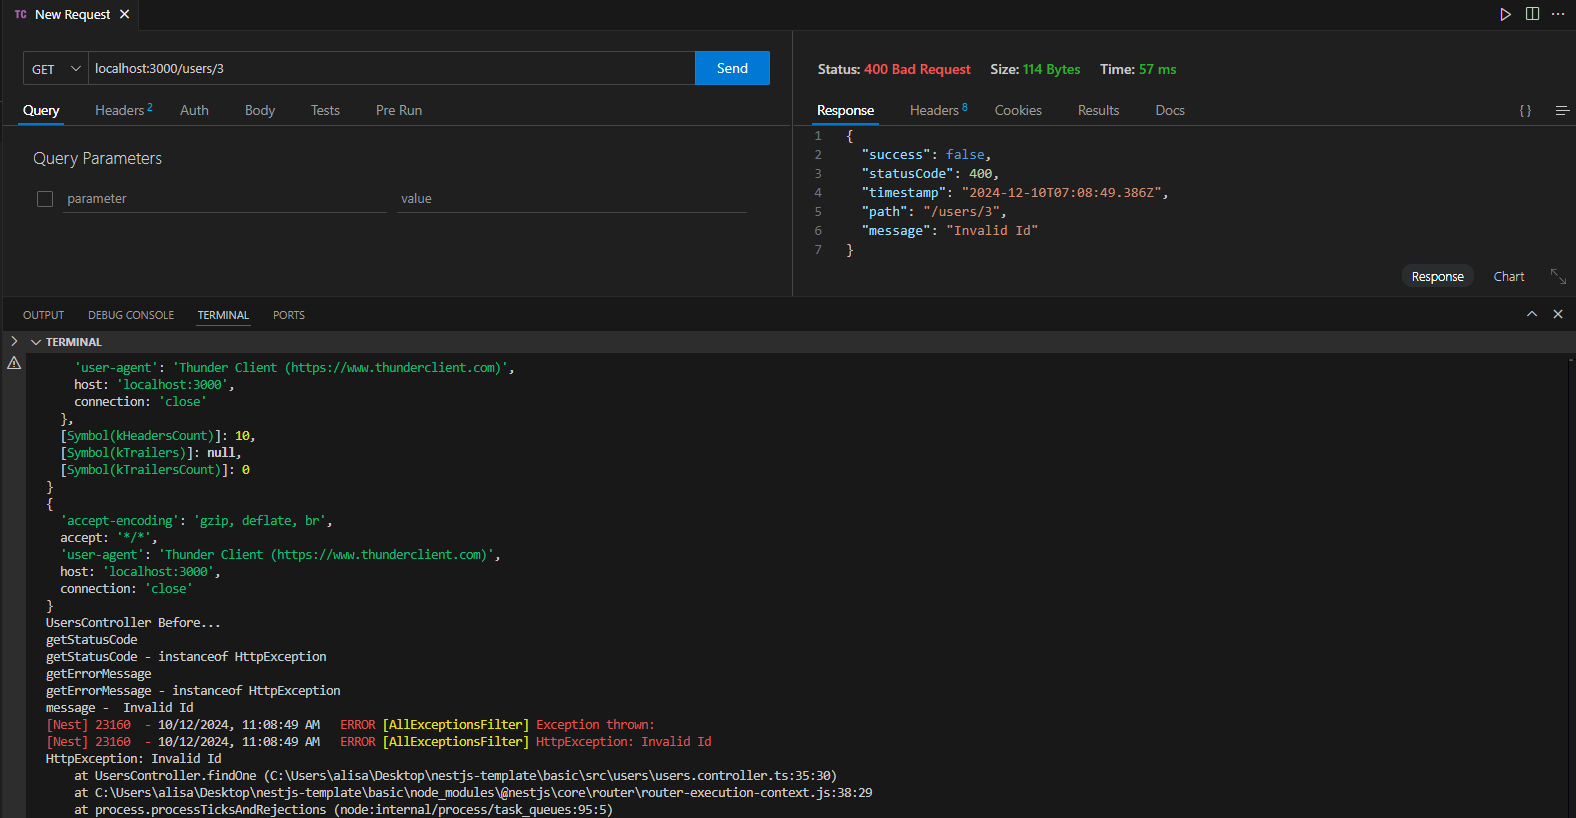 TC New Request ✕
GET localhost:3000/users/3 Send
Query Headers 2 Auth Body Tests Pre Run
Query Parameters
parameter value
Status: 400 Bad Request Size: 114 Bytes Time: 57 ms
Response Headers 8 Cookies Results Docs {}
1 {
2 "success": false,
3 "statusCode": 400,
4 "timestamp": "2024-12-10T07:08:49.386Z",
5 "path": "/users/3",
6 "message": "Invalid Id"
7 }
Response Chart
OUTPUT DEBUG CONSOLE TERMINAL PORTS
TERMINAL
'user-agent': 'Thunder Client (https://www.thunderclient.com)',
host: 'localhost:3000',
connection: 'close'
},
[Symbol(kHeadersCount)]: 10,
[Symbol(kTrailers)]: null,
[Symbol(kTrailersCount)]: 0
}
{
'accept-encoding': 'gzip, deflate, br',
accept: '*/*',
'user-agent': 'Thunder Client (https://www.thunderclient.com)',
host: 'localhost:3000',
connection: 'close'
}
UsersController Before...
getStatusCode
getStatusCode - instanceof HttpException
getErrorMessage
getErrorMessage - instanceof HttpException
message -  Invalid Id
[Nest] 23160  - 10/12/2024, 11:08:49 AM   ERROR [AllExceptionsFilter] Exception thrown:
[Nest] 23160  - 10/12/2024, 11:08:49 AM   ERROR [AllExceptionsFilter] HttpException: Invalid Id
HttpException: Invalid Id
at UsersController.findOne (C:\Users\alisa\Desktop\nestjs-template\basic\src\users\users.controller.ts:35:30)
at C:\Users\alisa\Desktop\nestjs-template\basic\node_modules\@nestjs\core\router\router-execution-context.js:38:29
at process.processTicksAndRejections (node:internal/process/task_queues:95:5)